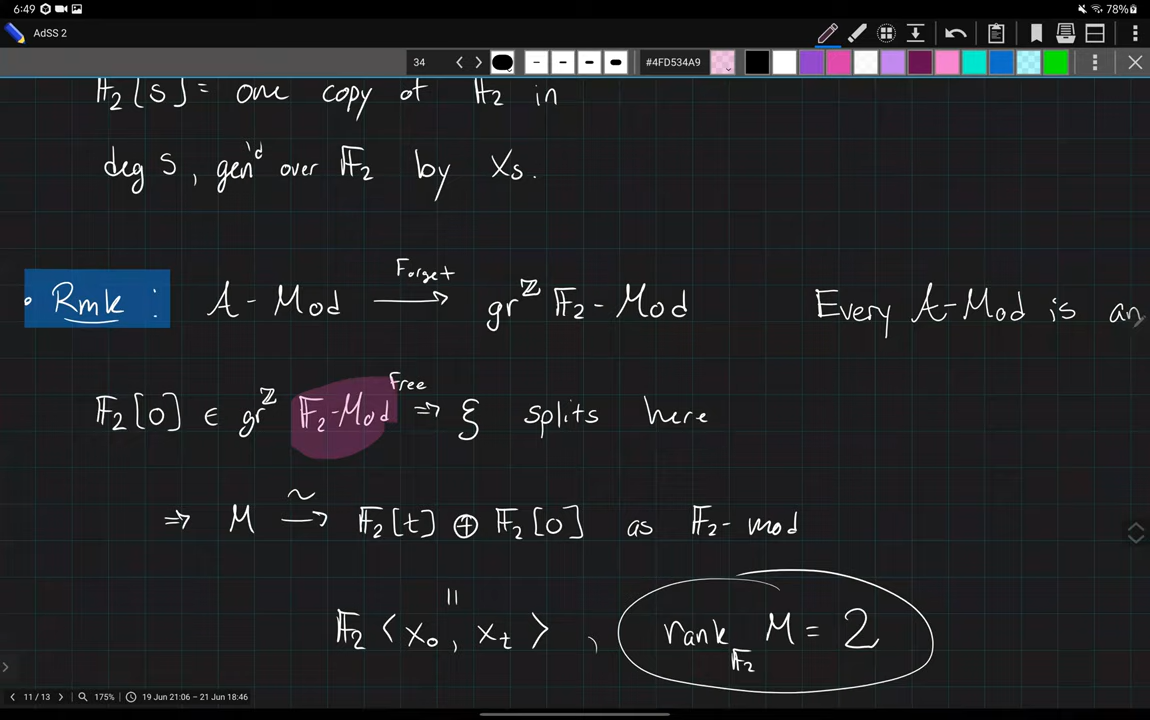 6:49 78%
AdSS 2
34 #4FD534A9
𝔽₂[s] = one copy of 𝔽₂ in
deg s, gen'd over 𝔽₂ by xₛ.
• Rmk: A-Mod —Forget→ gr^ℤ 𝔽₂-Mod Every A-Mod is an
𝔽₂[0] ∈ gr^ℤ 𝔽₂-Mod^Free ⇒ ξ splits here
⇒ M ~→ 𝔽₂[t] ⊕ 𝔽₂[0] as 𝔽₂-mod
||
𝔽₂⟨x₀, xₜ⟩, rank_𝔽₂ M = 2
11 / 13 175% 19 Jun 21:06 – 21 Jun 18:46